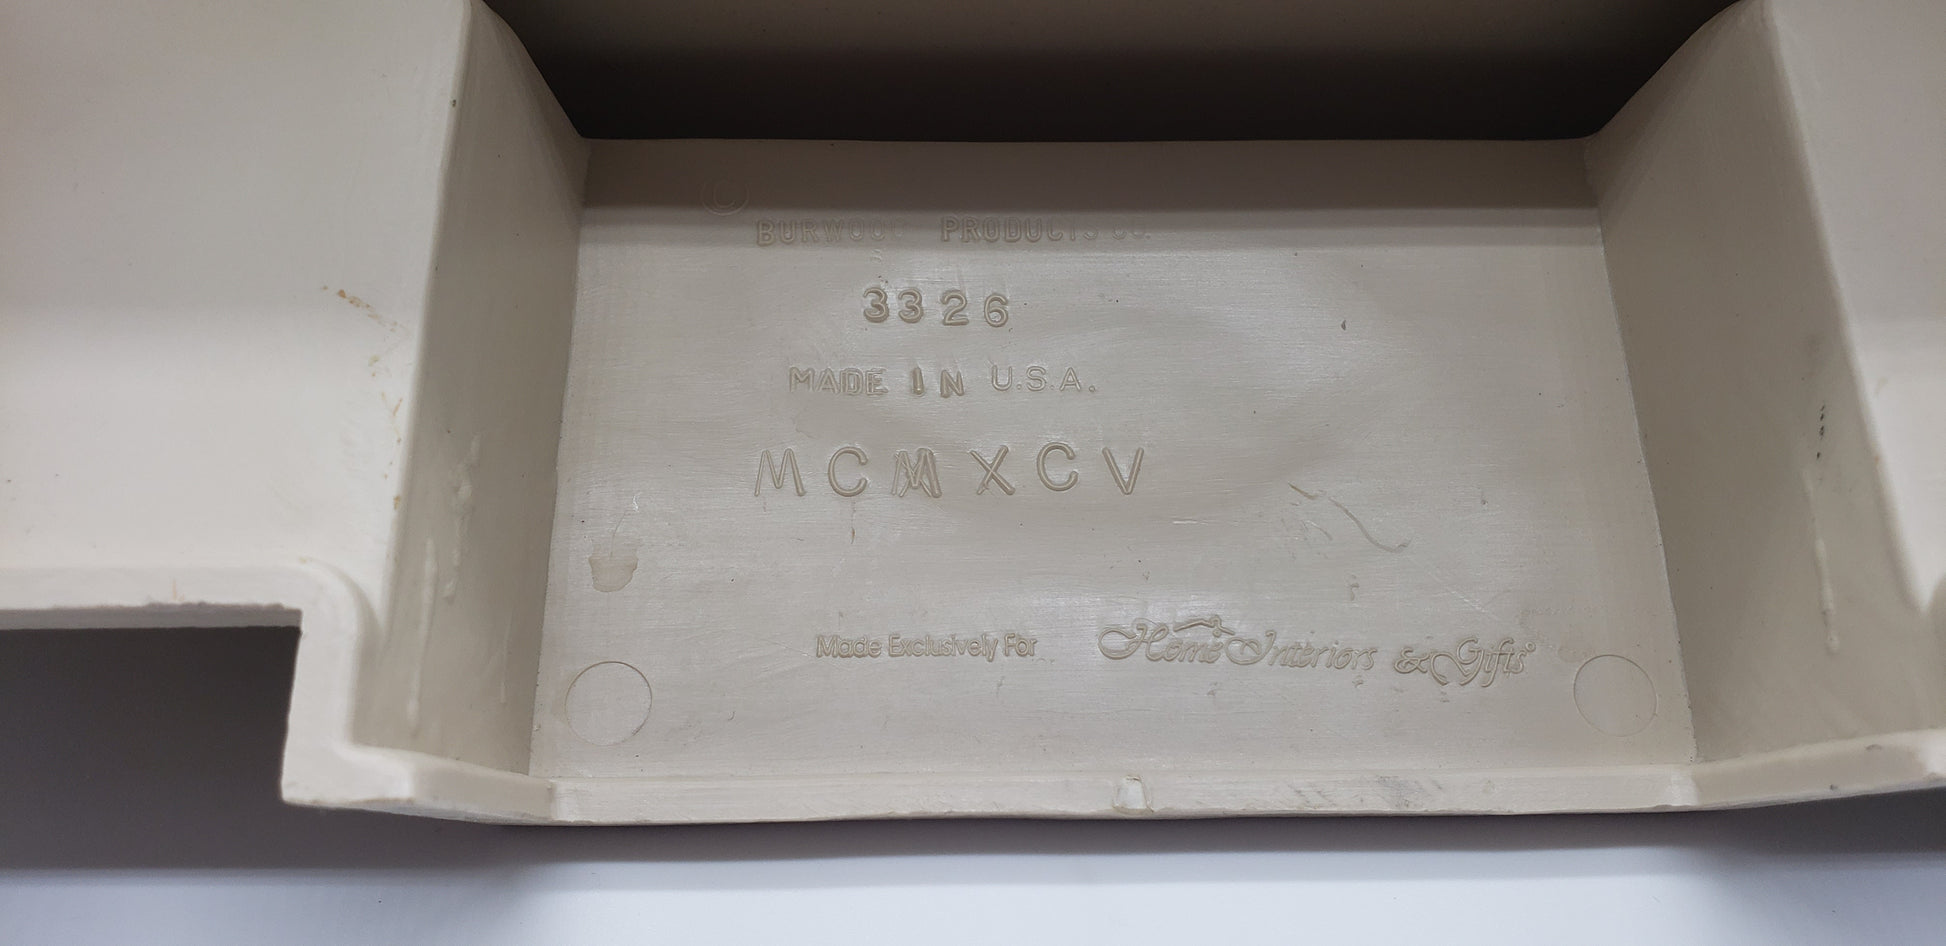 ©
BURWOOD PRODUCTS CO.
3326
MADE IN U.S.A.
MCMXCV
Made Exclusively For Home Interiors & Gifts®